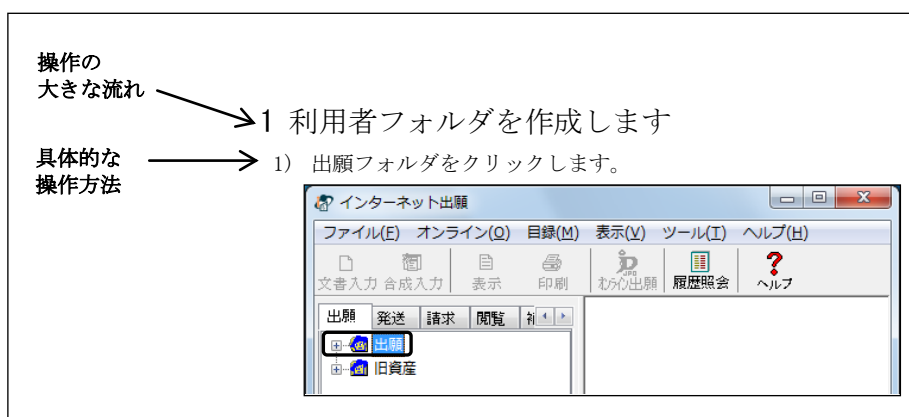 操作の
大きな流れ
1 利用者フォルダを作成します
具体的な
操作方法
1) 出願フォルダをクリックします。
インターネット出願
ファイル(F) オンライン(O) 目録(M) 表示(V) ツール(T) ヘルプ(H)
文書入力 合成入力 表示 印刷 オンライン出願 履歴照会 ヘルプ
出願 発送 請求 閲覧
出願
旧資産